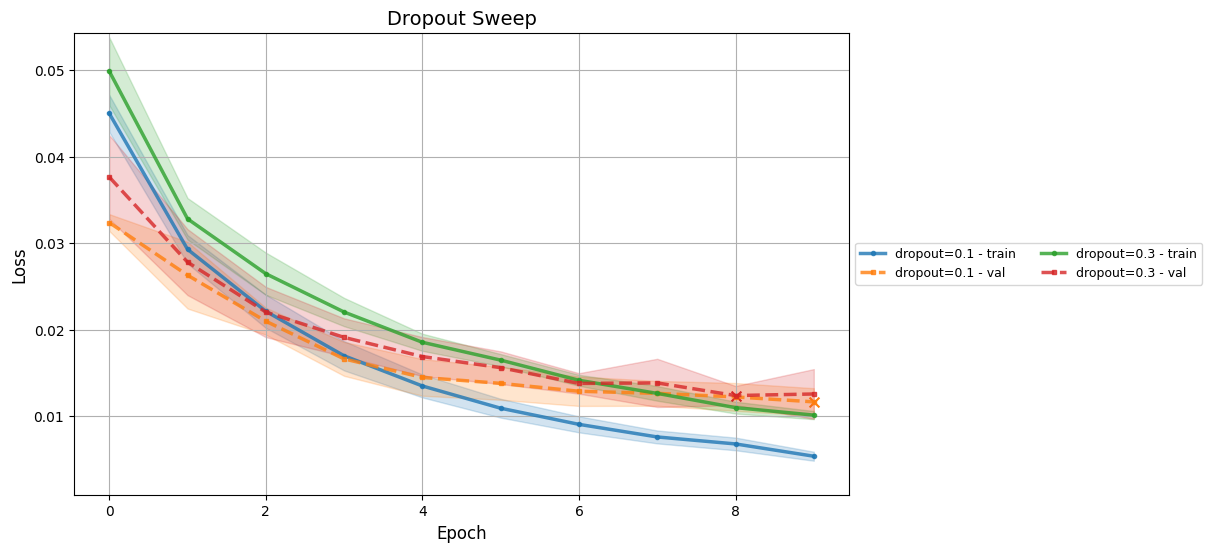 Dropout Sweep
Loss
0.05
0.04
0.03
0.02
0.01
0 2 4 6 8
Epoch
dropout=0.1 - train dropout=0.3 - train
dropout=0.1 - val dropout=0.3 - val